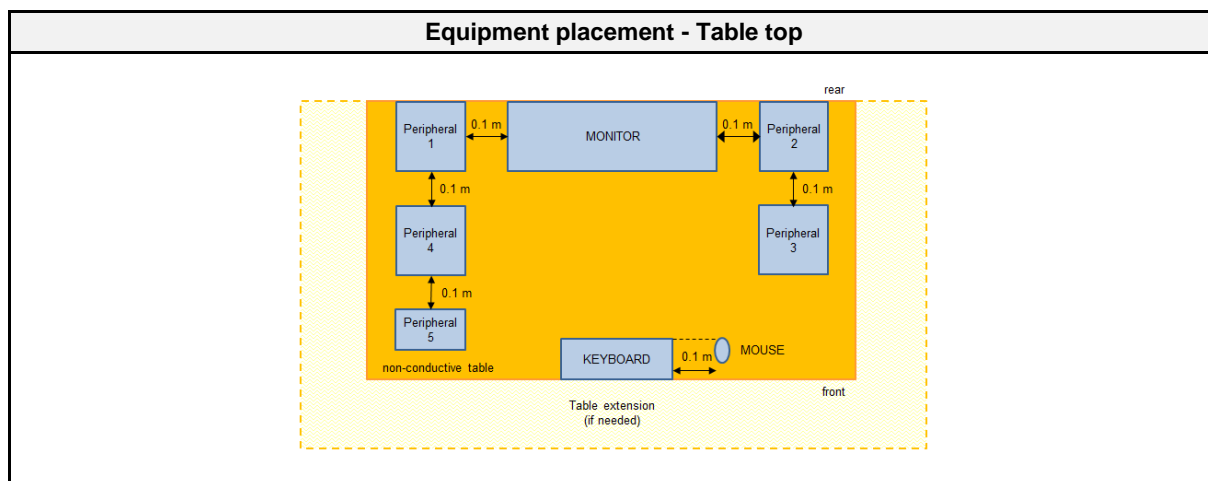 Equipment placement - Table top
rear
Peripheral
1
0.1 m
MONITOR
0.1 m
Peripheral
2
0.1 m
0.1 m
Peripheral
4
Peripheral
3
0.1 m
Peripheral
5
KEYBOARD
0.1 m
MOUSE
non-conductive table
front
Table extension
(if needed)